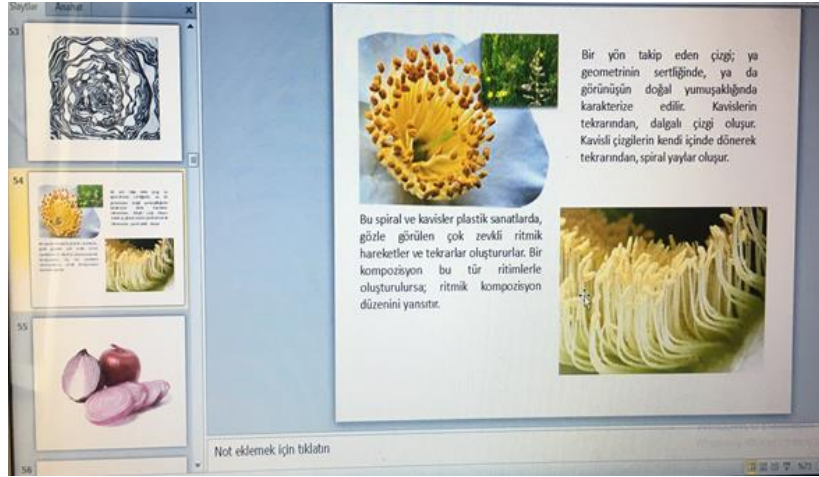 Slaytlar Anahat x
53
54
55
56
Bir yön takip eden çizgi; ya
geometrinin sertliğinde, ya da
görünüşün doğal yumuşaklığında
karakterize edilir. Kavislerin
tekrarından, dalgalı çizgi oluşur.
Kavisli çizgilerin kendi içinde dönerek
tekrarından, spiral yaylar oluşur.
Bu spiral ve kavisler plastik sanatlarda,
gözle görülen çok zevkli ritmik
hareketler ve tekrarlar oluştururlar. Bir
kompozisyon bu tür ritimlerle
oluşturulursa; ritmik kompozisyon
düzenini yansıtır.
Not eklemek için tıklatın